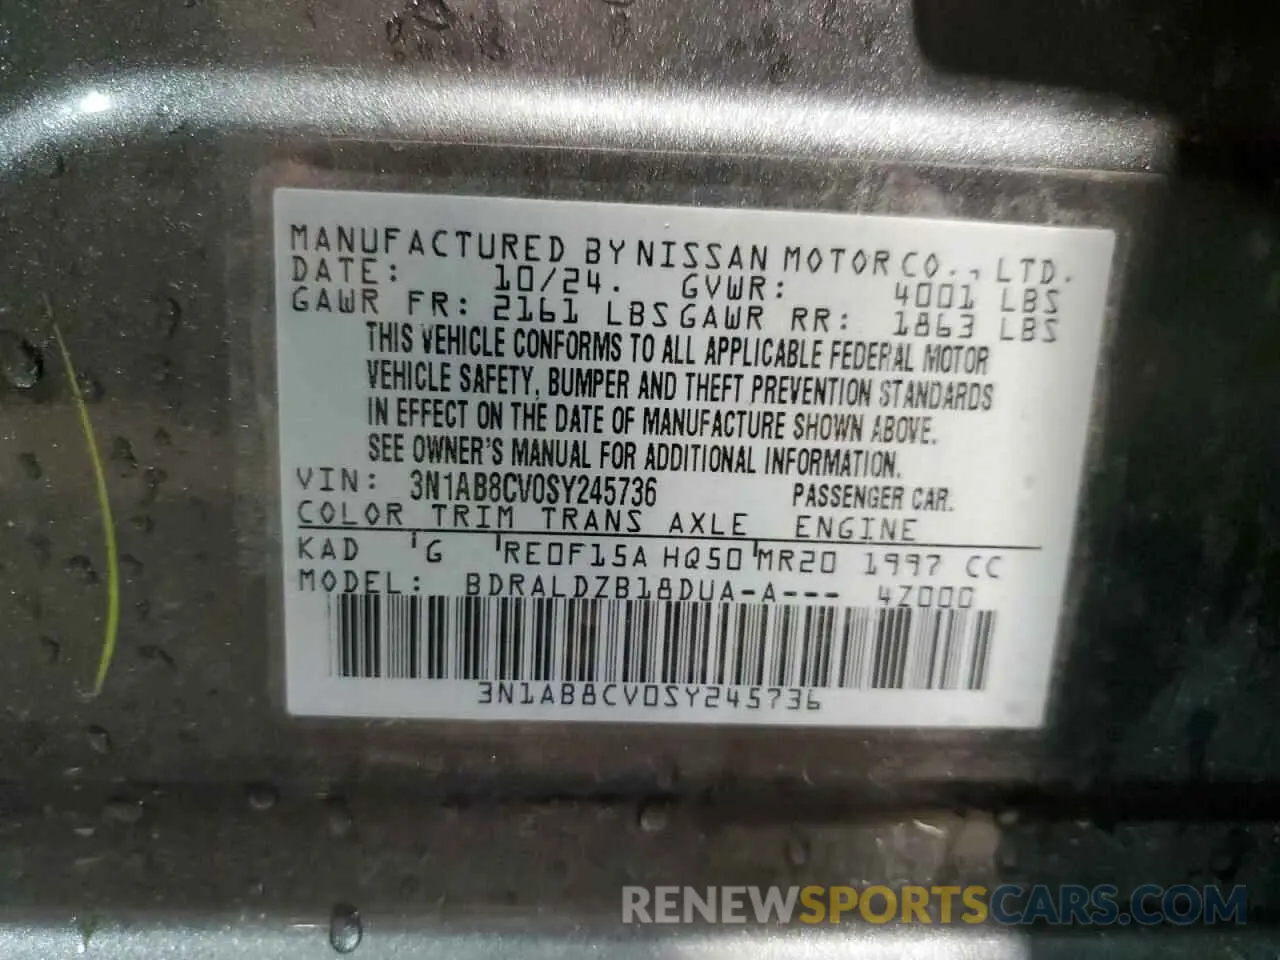 MANUFACTURED BY NISSAN MOTOR CO., LTD.
DATE: 10/24. GVWR: 4001 LBS
GAWR FR: 2161 LBS GAWR RR: 1863 LBS
THIS VEHICLE CONFORMS TO ALL APPLICABLE FEDERAL MOTOR
VEHICLE SAFETY, BUMPER AND THEFT PREVENTION STANDARDS
IN EFFECT ON THE DATE OF MANUFACTURE SHOWN ABOVE.
SEE OWNER'S MANUAL FOR ADDITIONAL INFORMATION.
VIN: 3N1AB8CV0SY245736 PASSENGER CAR.
COLOR TRIM TRANS AXLE ENGINE
KAD G RE0F15A HQ50 MR20 1997 CC
MODEL: BDRALDZB18DUA-A--- 4Z000
3N1AB8CV0SY245736
RENEWSPORTSCARS.COM